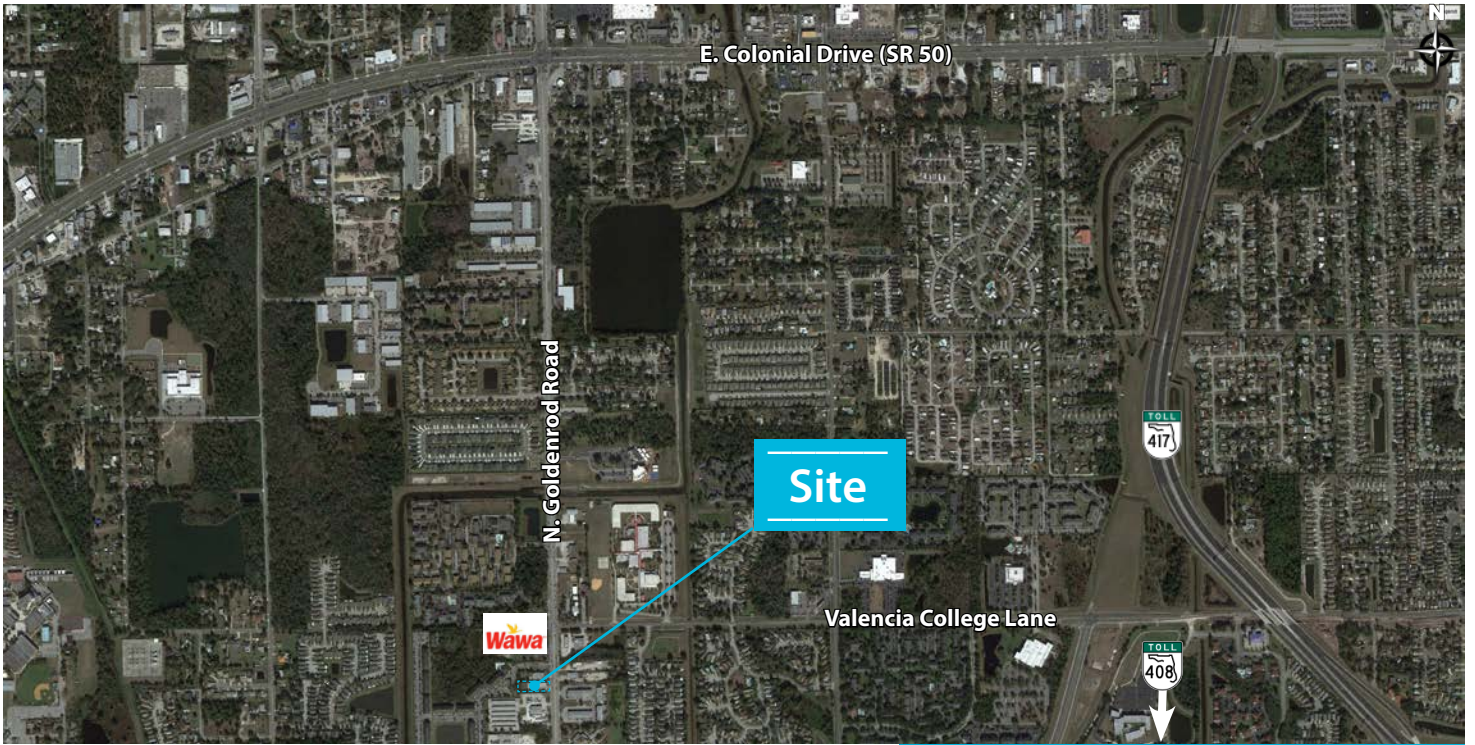 N
E. Colonial Drive (SR 50)
N. Goldenrod Road
TOLL
417
Site
Wawa
Valencia College Lane
TOLL
408